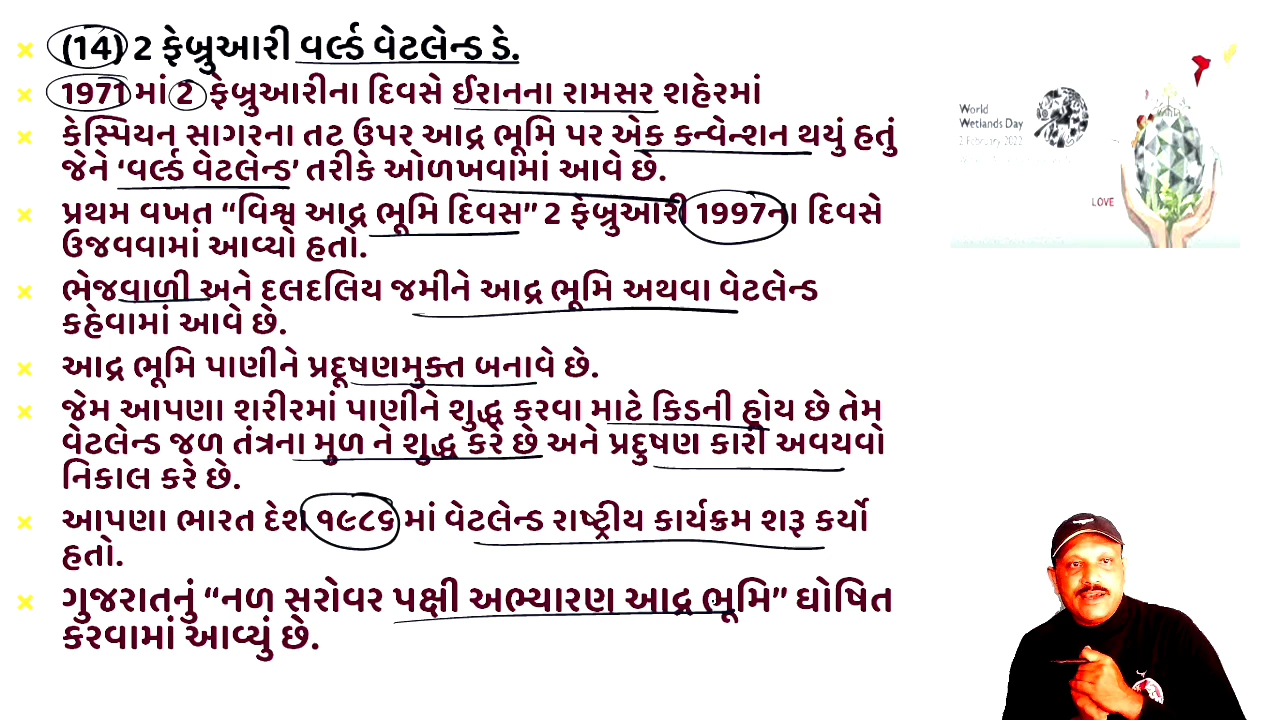 (14) 2 ફેબ્રુઆરી વર્લ્ડ વેટલેન્ડ ડે.
1971 માં 2 ફેબ્રુઆરીના દિવસે ઈરાનના રામસર શહેરમાં
કેસ્પિયન સાગરના તટ ઉપર આદ્ર ભૂમિ પર એક કન્વેન્શન થયું હતું
જેને ‘વર્લ્ડ વેટલેન્ડ’ તરીકે ઓળખવામાં આવે છે.
પ્રથમ વખત “વિશ્વ આદ્ર ભૂમિ દિવસ” 2 ફેબ્રુઆરી 1997ના દિવસે
ઉજવવામાં આવ્યો હતો.
ભેજવાળી અને દલદલિય જમીને આદ્ર ભૂમિ અથવા વેટલેન્ડ
કહેવામાં આવે છે.
આદ્ર ભૂમિ પાણીને પ્રદૂષણમુક્ત બનાવે છે.
જેમ આપણા શરીરમાં પાણીને શુદ્ધ કરવા માટે કિડની હોય છે તેમ
વેટલેન્ડ જળ તંત્રના મુળ ને શુદ્ધ કરે છે અને પ્રદુષણ કારી અવયવો
નિકાલ કરે છે.
આપણા ભારત દેશ ૧૯૮૬ માં વેટલેન્ડ રાષ્ટ્રીય કાર્યક્રમ શરૂ કર્યો
હતો.
ગુજરાતનું “નળ સરોવર પક્ષી અભ્યારણ આદ્ર ભૂમિ” ઘોષિત
કરવામાં આવ્યું છે.
World
Wetlands Day
2 February 2022
LOVE